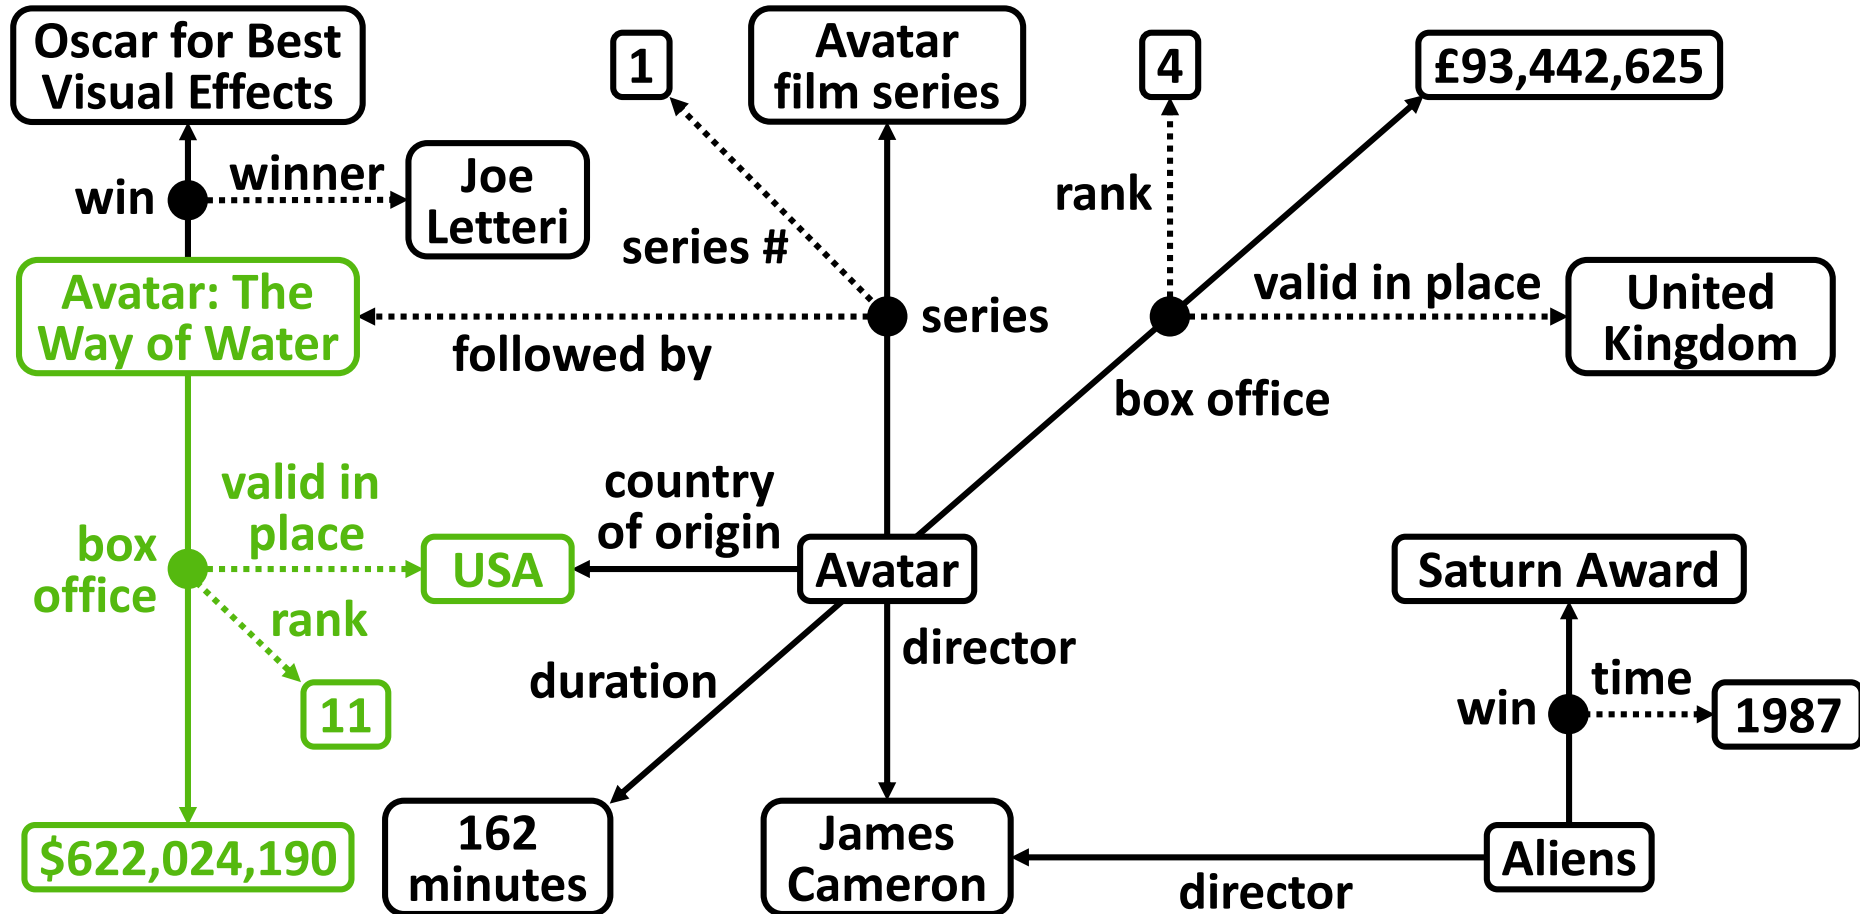 Oscar for Best
Visual Effects
1
Avatar
film series
4
£93,442,625
win
winner
Joe
Letteri
rank
series #
valid in place
United
Kingdom
Avatar: The
Way of Water
series
followed by
box office
valid in
place
country
of origin
box
office
USA
Avatar
Saturn Award
rank
director
duration
time
11
win
1987
$622,024,190
162
minutes
James
Cameron
Aliens
director